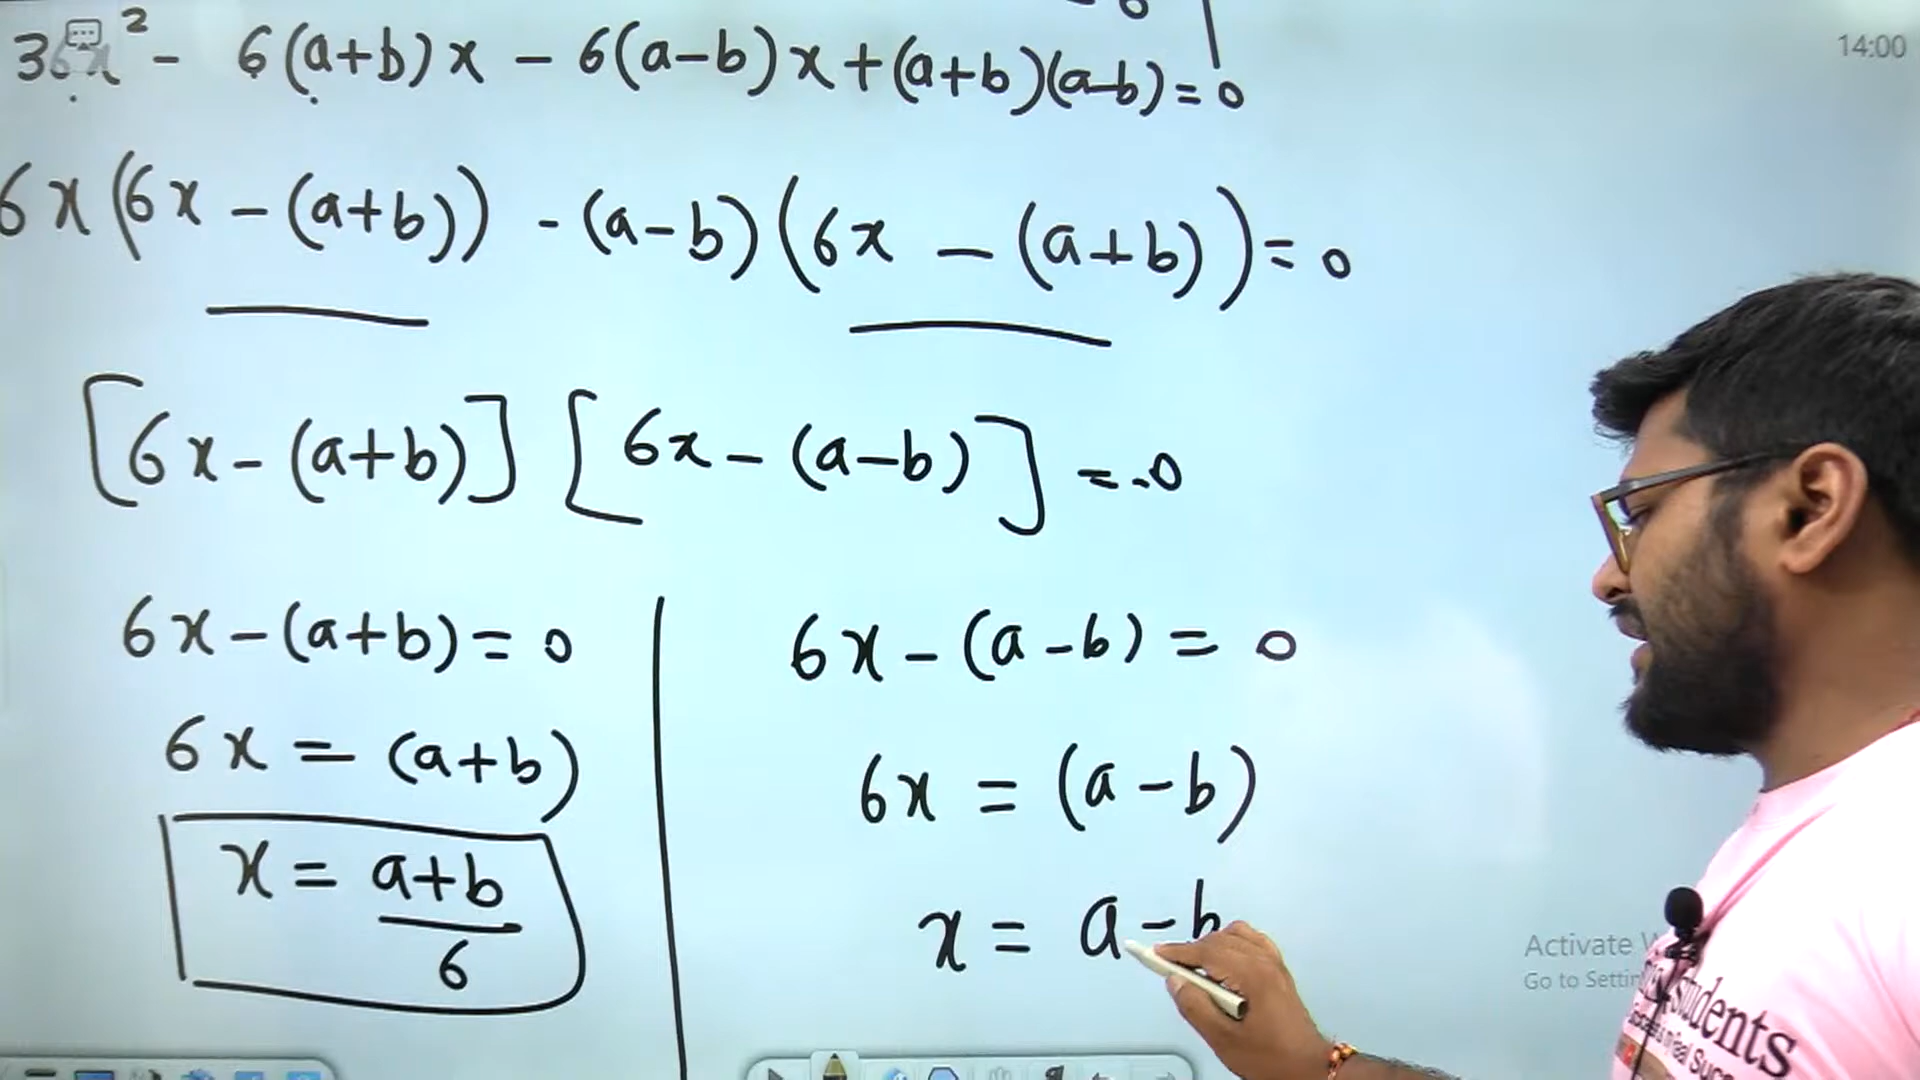 14:00
36x² - 6(a+b)x - 6(a-b)x + (a+b)(a-b) = 0
6x(6x - (a+b)) - (a-b)(6x - (a+b)) = 0
[6x - (a+b)] [6x - (a-b)] = 0
6x - (a+b) = 0
6x = (a+b)
x = a+b/6
6x - (a-b) = 0
6x = (a-b)
x = a-b
Activate
Go to Settin
students